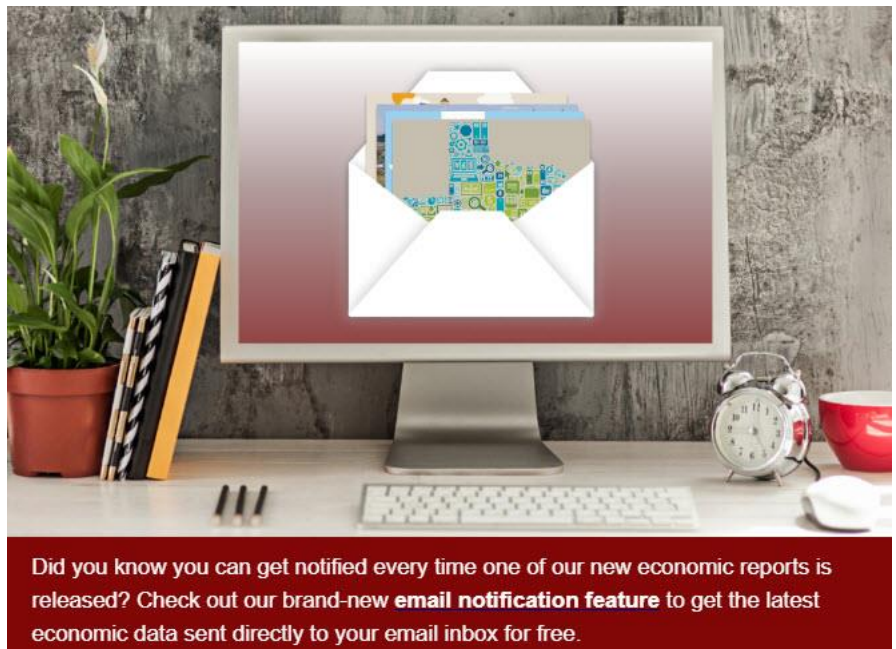 Did you know you can get notified every time one of our new economic reports is
released? Check out our brand-new email notification feature to get the latest
economic data sent directly to your email inbox for free.